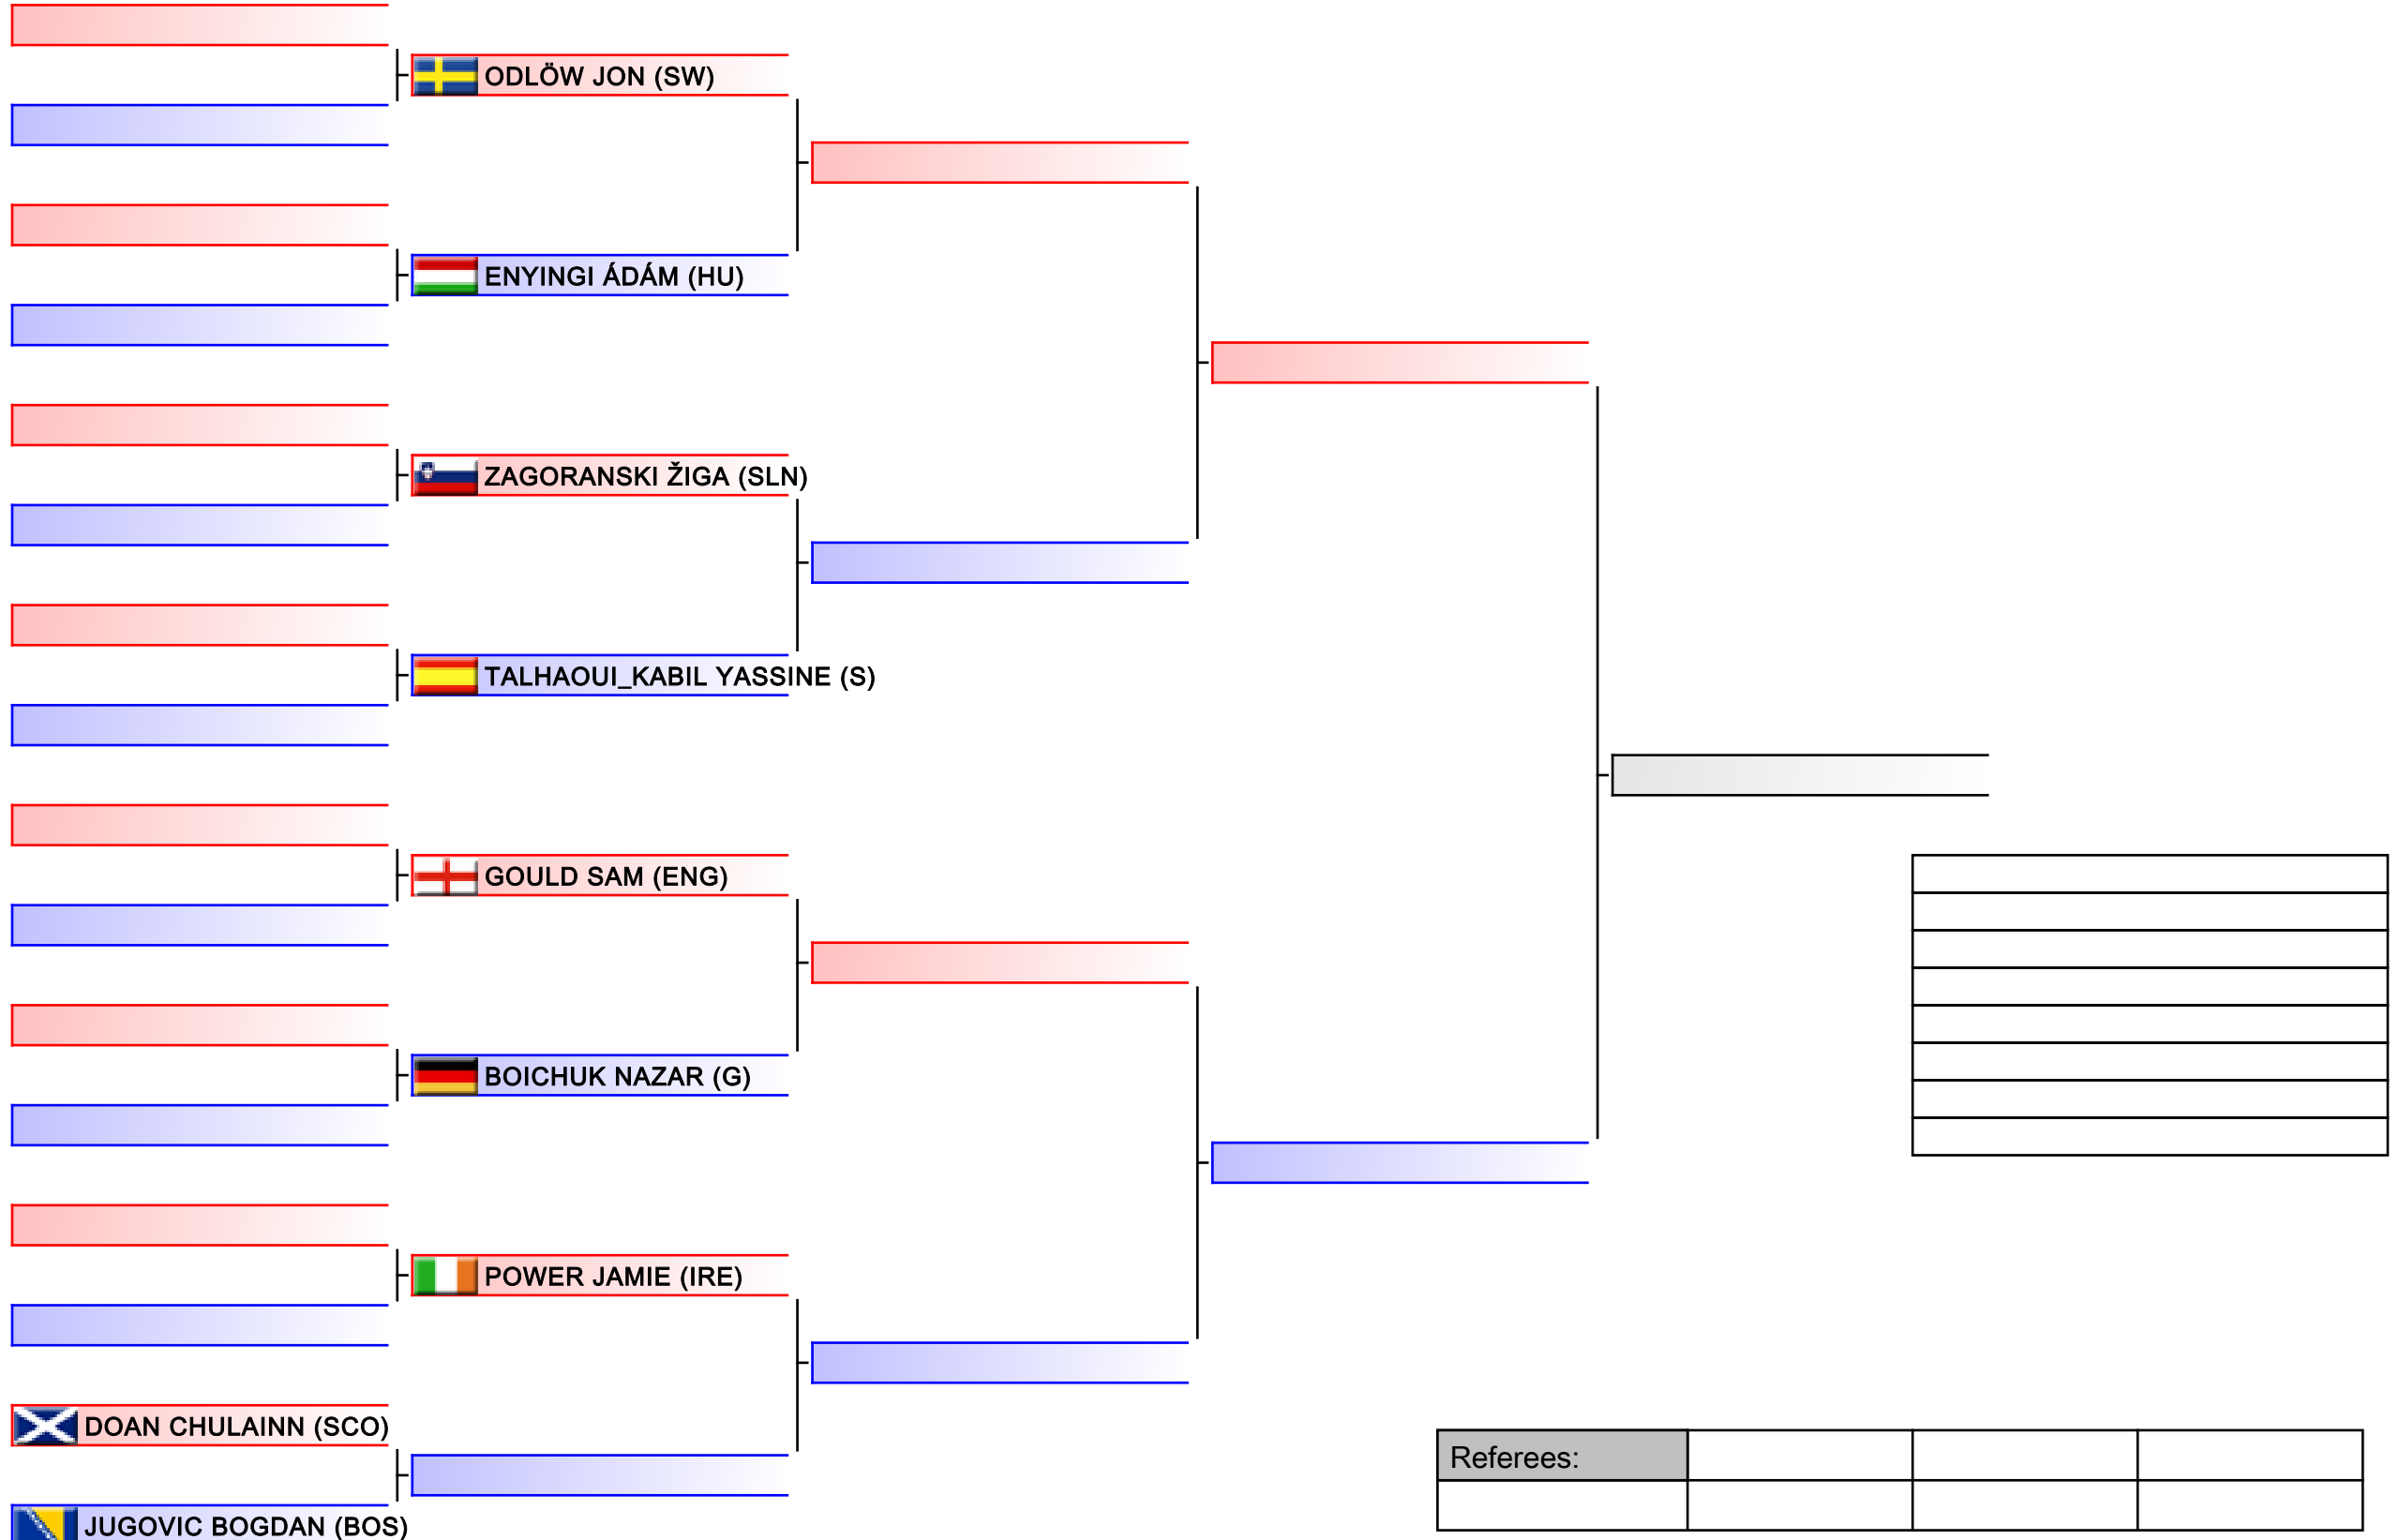 ODLÖW JON (SW)
ENYINGI ÁDÁM (HU)
ZAGORANSKI ŽIGA (SLN)
TALHAOUI_KABIL YASSINE (S)
GOULD SAM (ENG)
BOICHUK NAZAR (G)
POWER JAMIE (IRE)
DOAN CHULAINN (SCO)
Referees:
JUGOVIC BOGDAN (BOS)